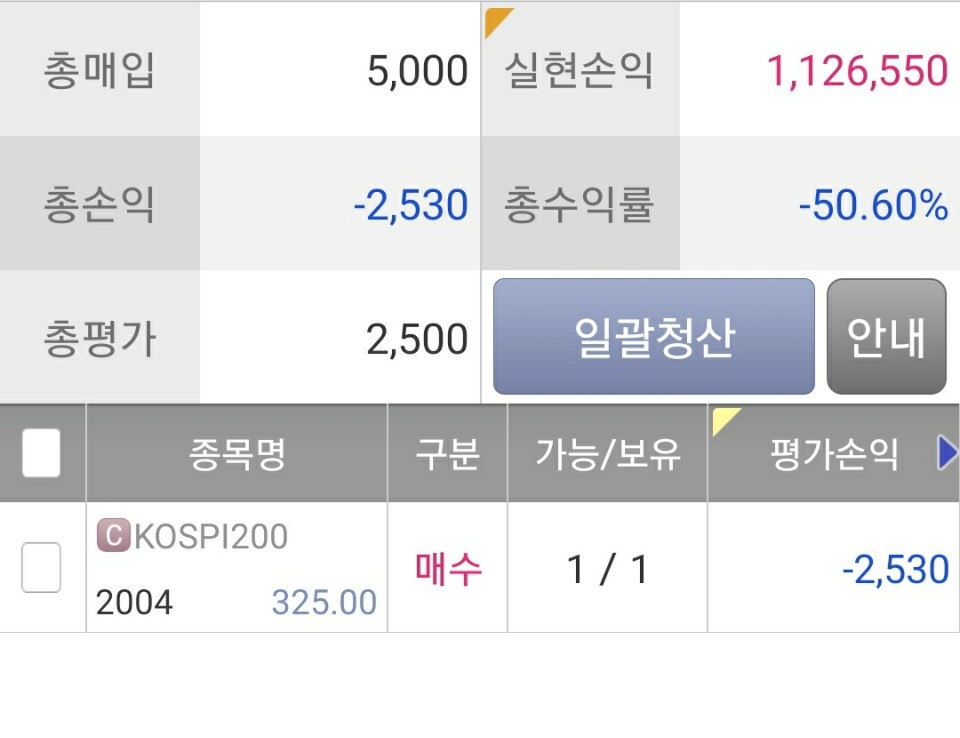 총매입 5,000 실현손익 1,126,550
총손익 -2,530 총수익률 -50.60%
총평가 2,500 일괄청산 안내
종목명 구분 가능/보유 평가손익
C KOSPI200
매수 1 / 1 -2,530
2004 325.00